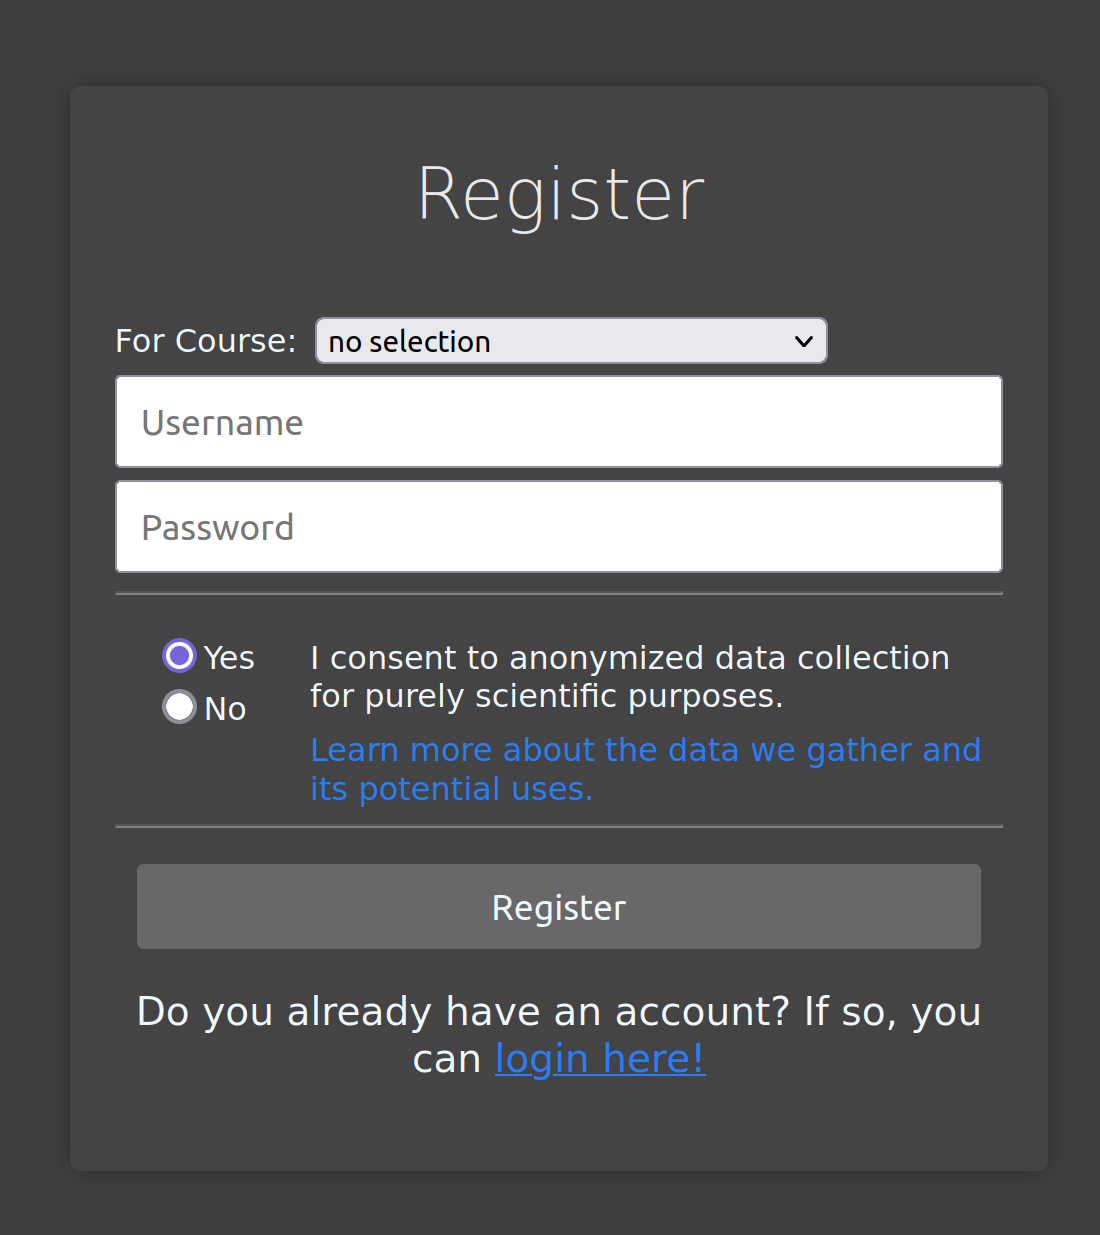 Register
For Course: no selection
Username
Password
Yes
No
I consent to anonymized data collection
for purely scientific purposes.
Learn more about the data we gather and
its potential uses.
Register
Do you already have an account? If so, you
can login here!